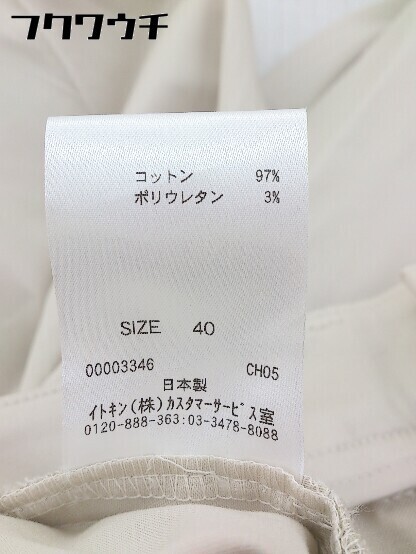 フクワウチ
コットン 97%
ポリウレタン 3%
SIZE 40
00003346 CH05
日本製
イトキン(株)カスタマーサービス室
0120-888-363:03-3478-8088